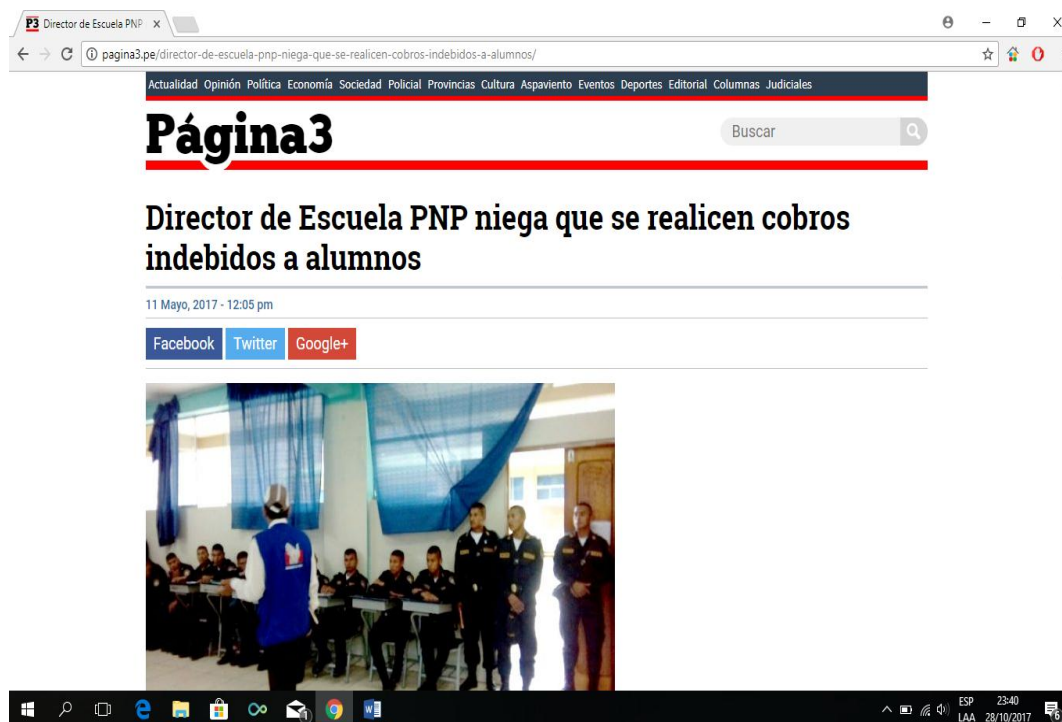 P3 Director de Escuela PNP
pagina3.pe/director-de-escuela-pnp-niega-que-se-realicen-cobros-indebidos-a-alumnos/
Actualidad Opinión Política Economía Sociedad Policial Provincias Cultura Aspaviento Eventos Deportes Editorial Columnas Judiciales
Página3
Buscar
Director de Escuela PNP niega que se realicen cobros
indebidos a alumnos
11 Mayo, 2017 - 12:05 pm
Facebook Twitter Google+
ESP 23:40
LAA 28/10/2017
6
1